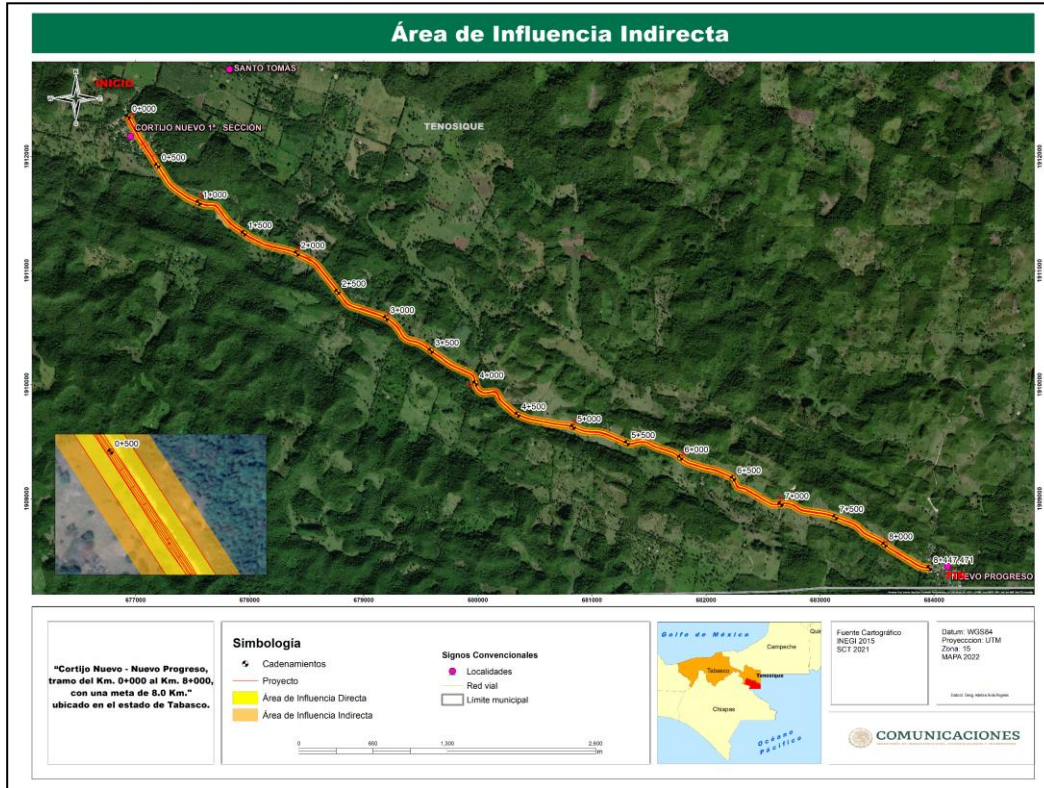 Área de Influencia Indirecta
INICIO
SANTO TOMÁS
0+000
CORTIJO NUEVO 1ª SECCIÓN
TENOSIQUE
0+500
1+000
1+500
2+000
2+500
3+000
3+500
4+000
4+500
5+000
5+500
6+000
6+500
7+000
7+500
8+000
8+447.471
NUEVO PROGRESO
0+500
1912000
1911000
1910000
1909000
1912000
1911000
1910000
1909000
677000
678000
679000
680000
681000
682000
683000
684000
"Cortijo Nuevo - Nuevo Progreso,
tramo del Km. 0+000 al Km. 8+000,
con una meta de 8.0 Km."
ubicado en el estado de Tabasco.
Simbología
Cadenamientos
Proyecto
Área de Influencia Directa
Área de Influencia Indirecta
Signos Convencionales
Localidades
Red vial
Límite municipal
0 650 1,300 2,600
m
Golfo de México
Campeche
Quin
Tabasco
Tenosique
Chiapas
Océano
Pacífico
Fuente Cartográfico
INEGI 2015
SCT 2021
Datum: WGS84
Proyecccion: UTM
Zona: 15
MAPA 2022
COMUNICACIONES